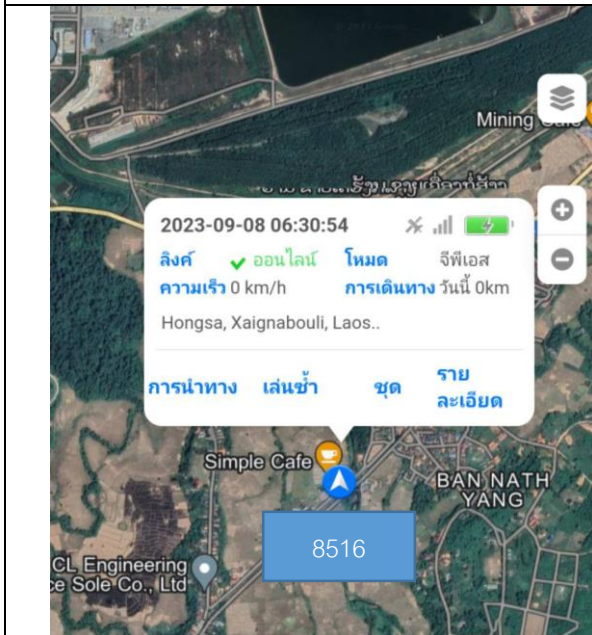 Mining
2023-09-08 06:30:54
ลิงค์ ออนไลน์ โหมด จีพีเอส
ความเร็ว 0 km/h การเดินทาง วันนี้ 0km
Hongsa, Xaignabouli, Laos..
การนำทาง เล่นซ้ำ ชุด ราย
ละเอียด
Simple Cafe
BAN NATH
YANG
8516
CL Engineering
Sole Co., Ltd